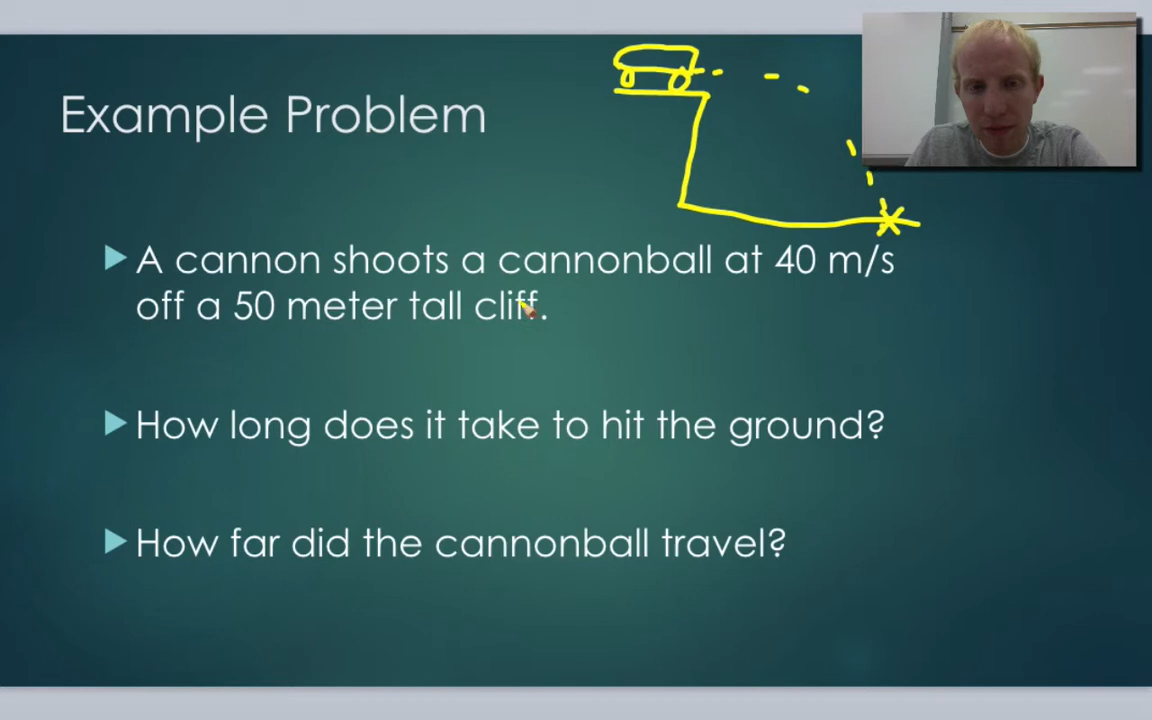 Example Problem
A cannon shoots a cannonball at 40 m/s
off a 50 meter tall cliff.
How long does it take to hit the ground?
How far did the cannonball travel?